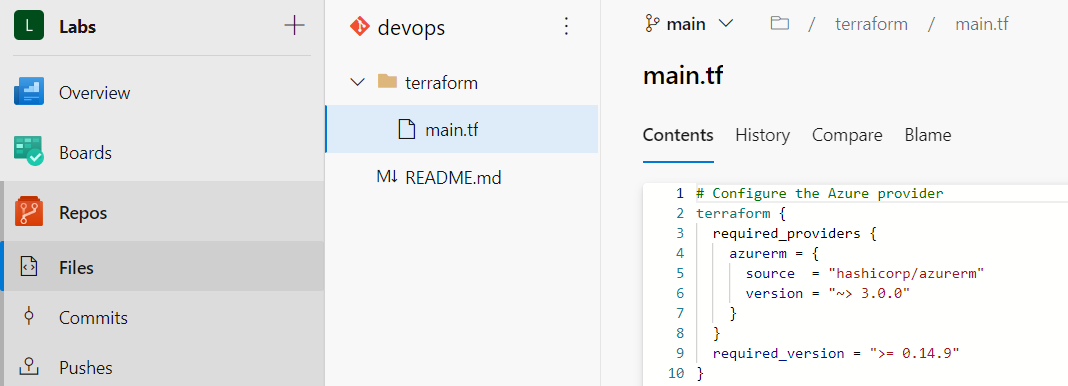 L Labs
Overview
Boards
Repos
Files
Commits
Pushes
devops
terraform
main.tf
M↓ README.md
main / terraform / main.tf
main.tf
Contents History Compare Blame
1 # Configure the Azure provider
2 terraform {
3   required_providers {
4     azurerm = {
5       source  = "hashicorp/azurerm"
6       version = "~> 3.0.0"
7     }
8   }
9   required_version = ">= 0.14.9"
10 }